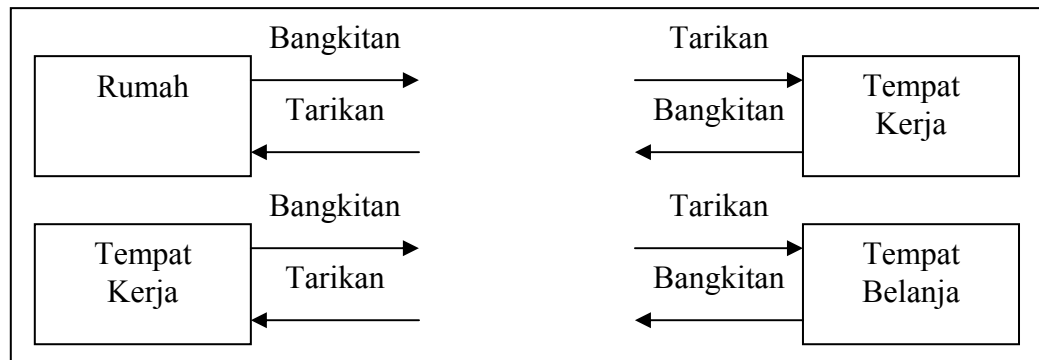 Bangkitan
Tarikan
Rumah
Tarikan
Bangkitan
Tempat
Kerja
Bangkitan
Tarikan
Tempat
Kerja
Tarikan
Bangkitan
Tempat
Belanja